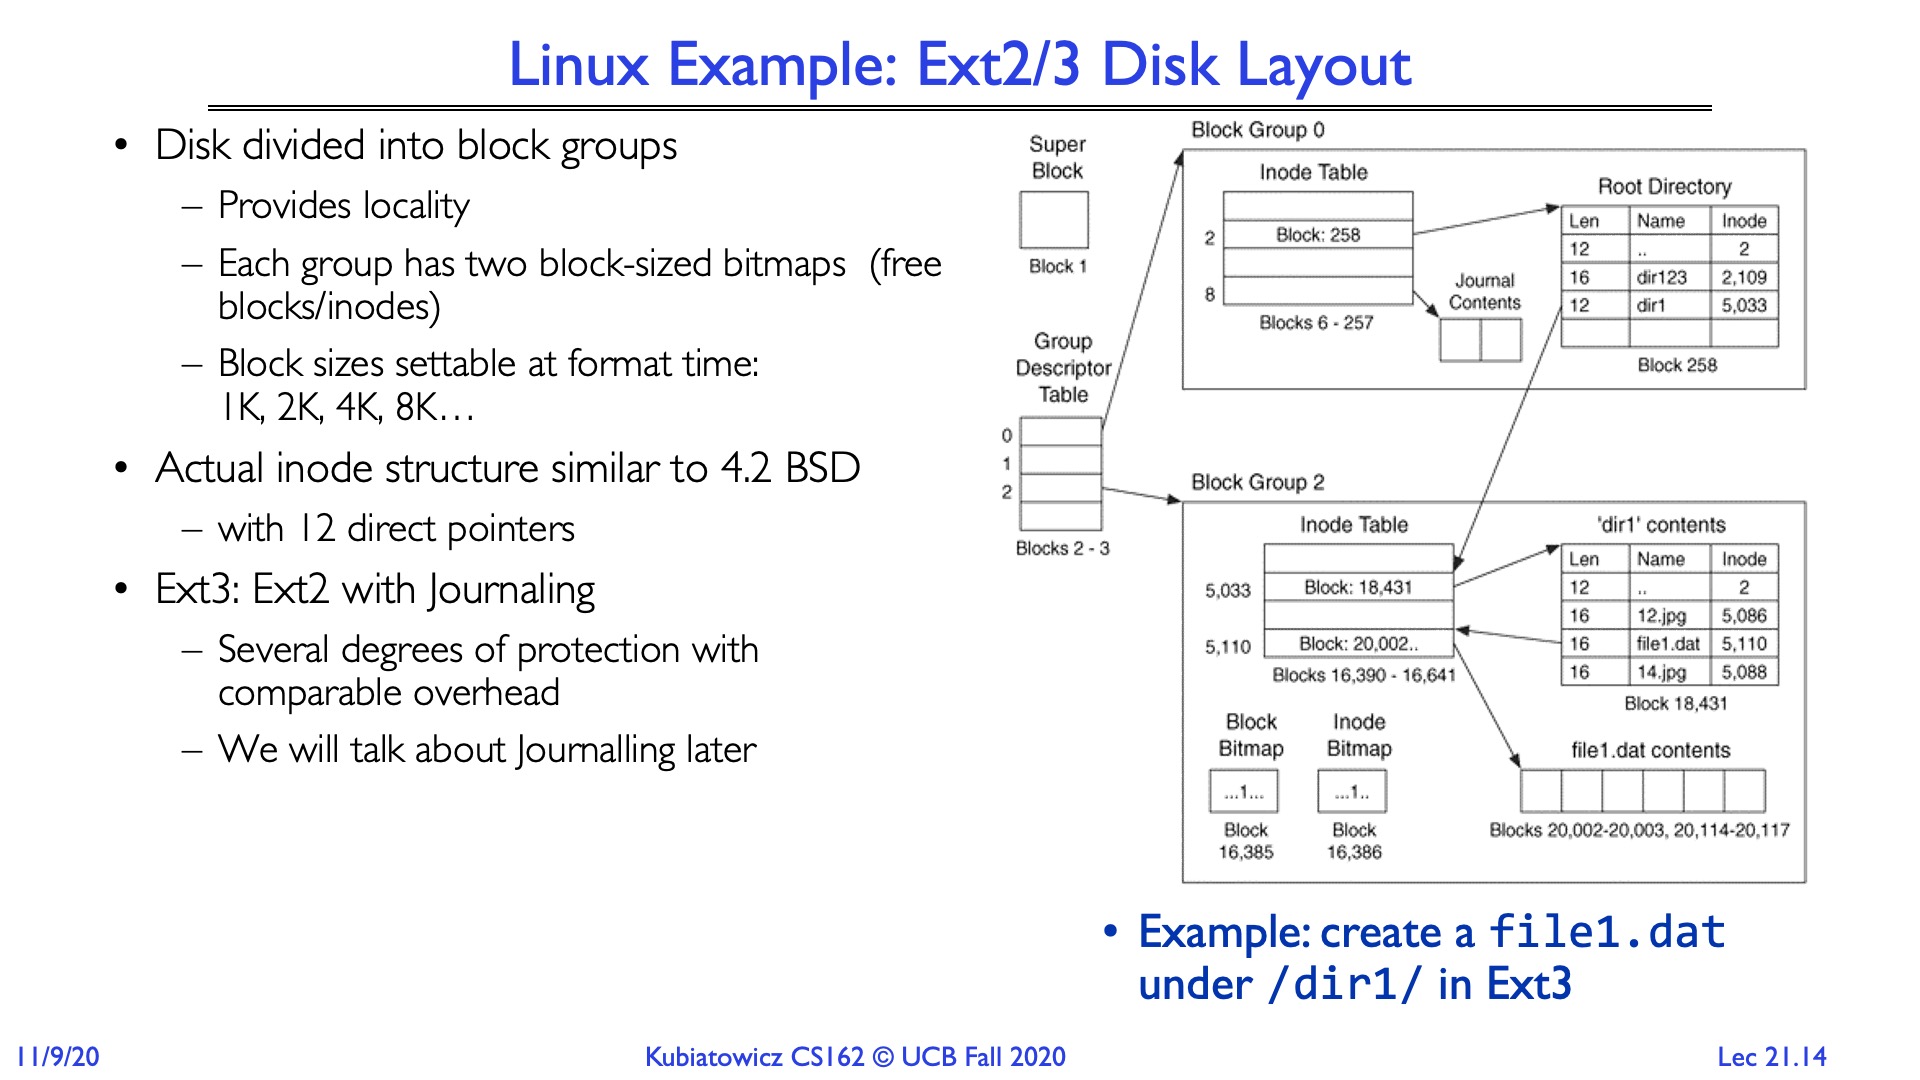 Linux Example: Ext2/3 Disk Layout
• Disk divided into block groups
– Provides locality
– Each group has two block-sized bitmaps (free
blocks/inodes)
– Block sizes settable at format time:
1K, 2K, 4K, 8K…
• Actual inode structure similar to 4.2 BSD
– with 12 direct pointers
• Ext3: Ext2 with Journaling
– Several degrees of protection with
comparable overhead
– We will talk about Journalling later
Super
Block
Block 1
Group
Descriptor
Table
0
1
2
Blocks 2 - 3
Block Group 0
Inode Table
2 Block: 258
8
Blocks 6 - 257
Journal
Contents
Root Directory
Len Name Inode
12 .. 2
16 dir123 2,109
12 dir1 5,033
Block 258
Block Group 2
Inode Table
5,033 Block: 18,431
5,110 Block: 20,002..
Blocks 16,390 - 16,641
'dir1' contents
Len Name Inode
12 .. 2
16 12.jpg 5,086
16 file1.dat 5,110
16 14.jpg 5,088
Block 18,431
Block
Bitmap
...1...
Block
16,385
Inode
Bitmap
...1..
Block
16,386
file1.dat contents
Blocks 20,002-20,003, 20,114-20,117
• Example: create a file1.dat
under /dir1/ in Ext3
11/9/20
Kubiatowicz CS162 © UCB Fall 2020
Lec 21.14